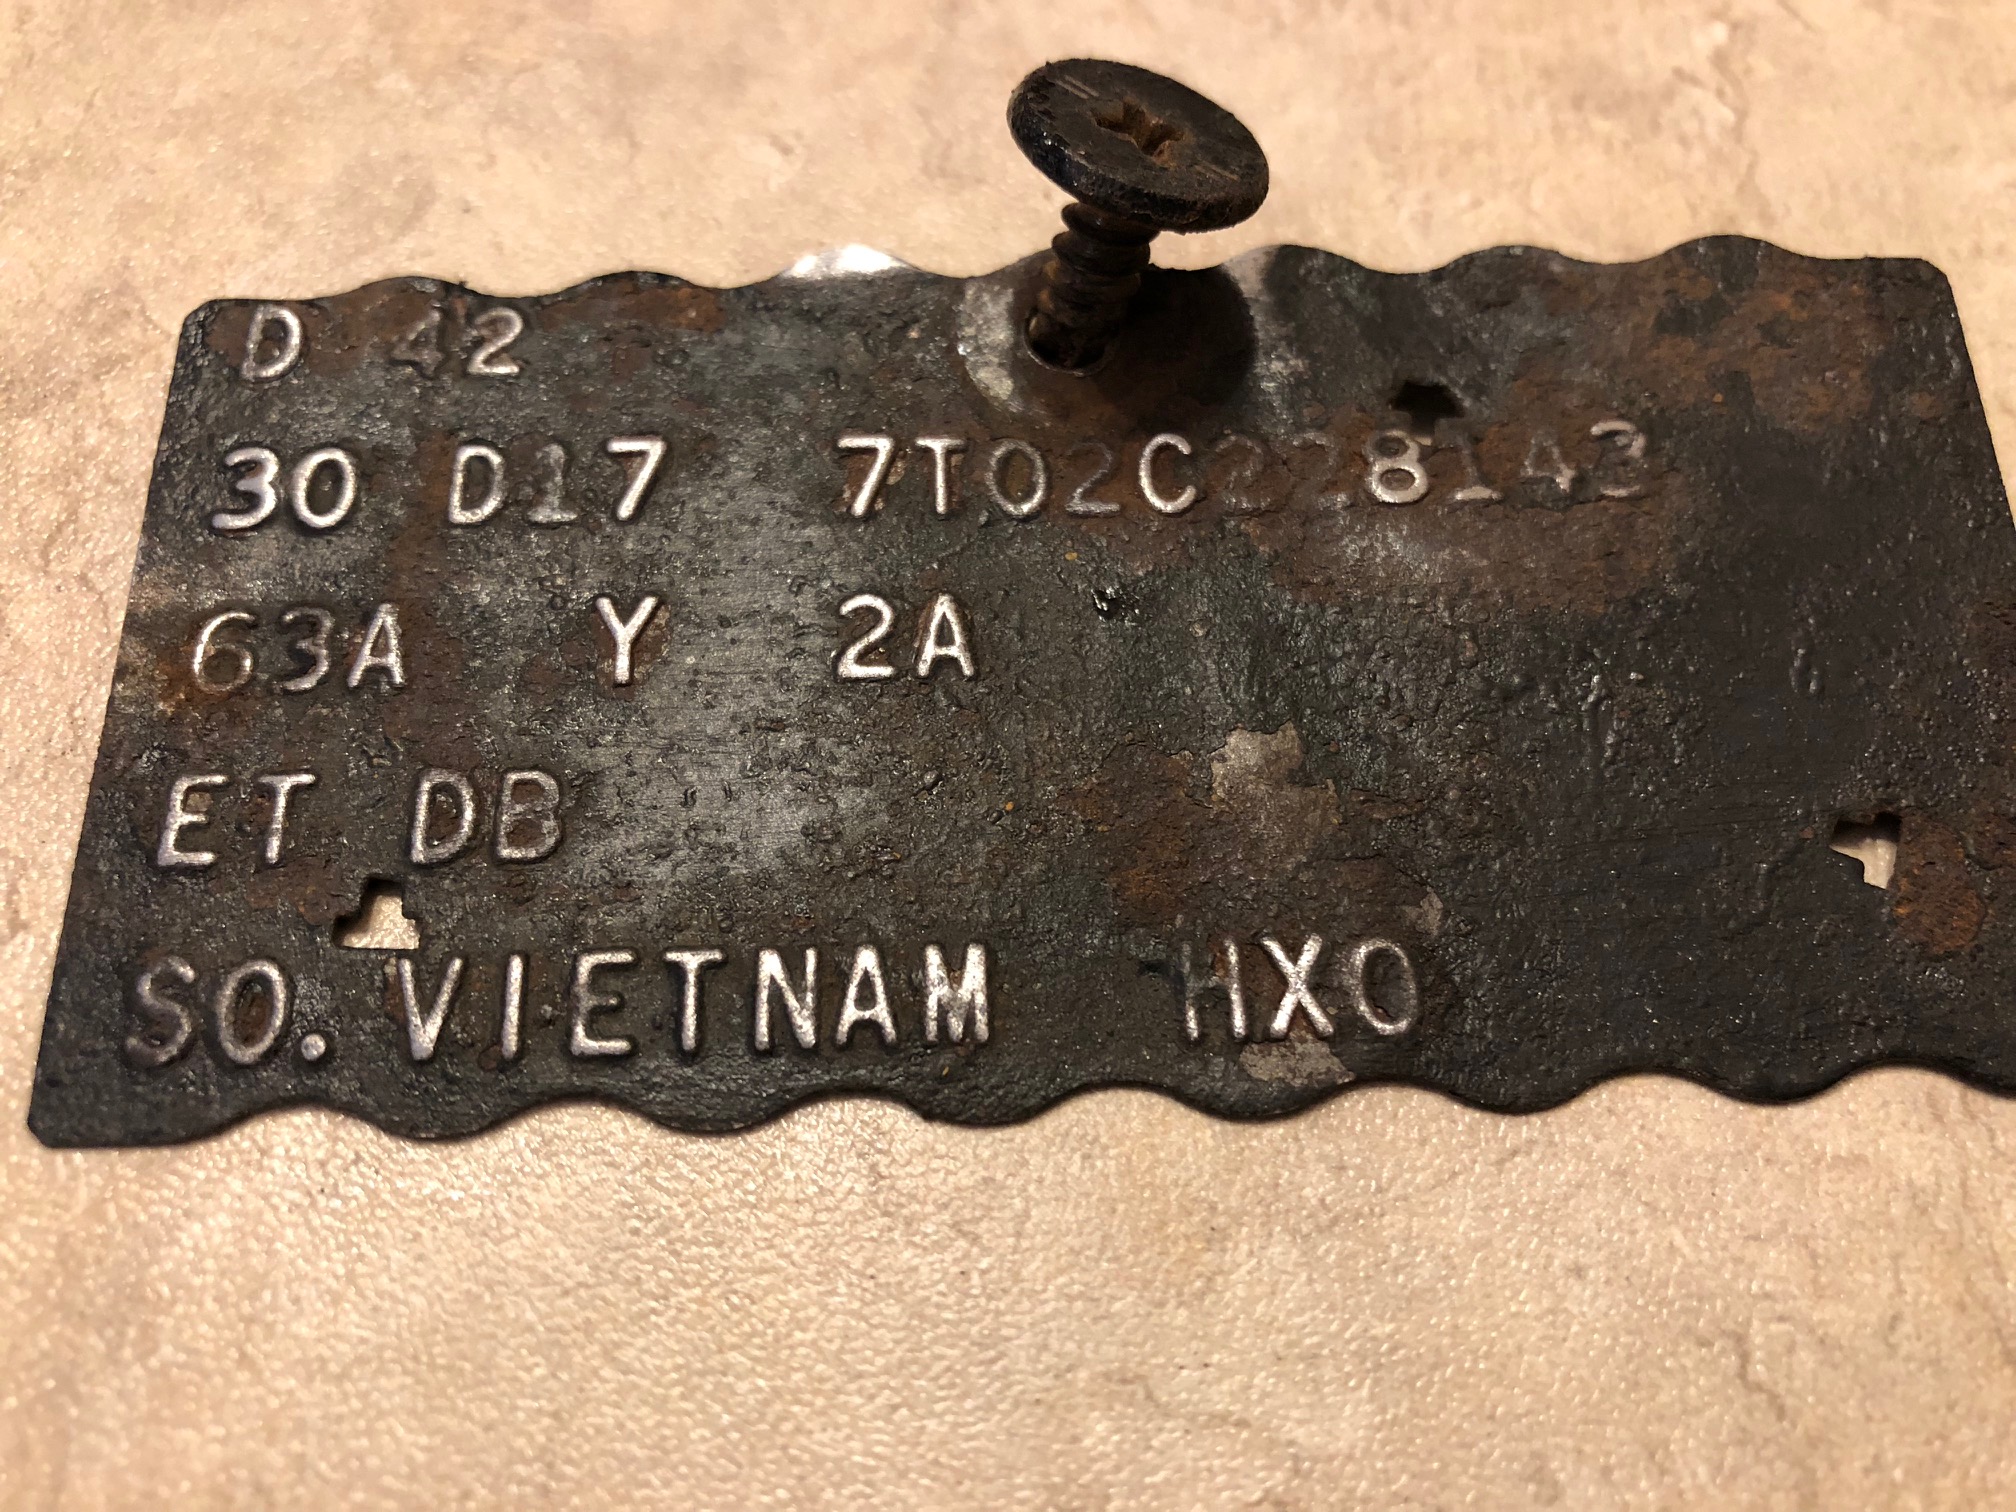 D 42
30 D17 7T02C228143
63A Y 2A
ET DB
SO. VIETNAM HXO